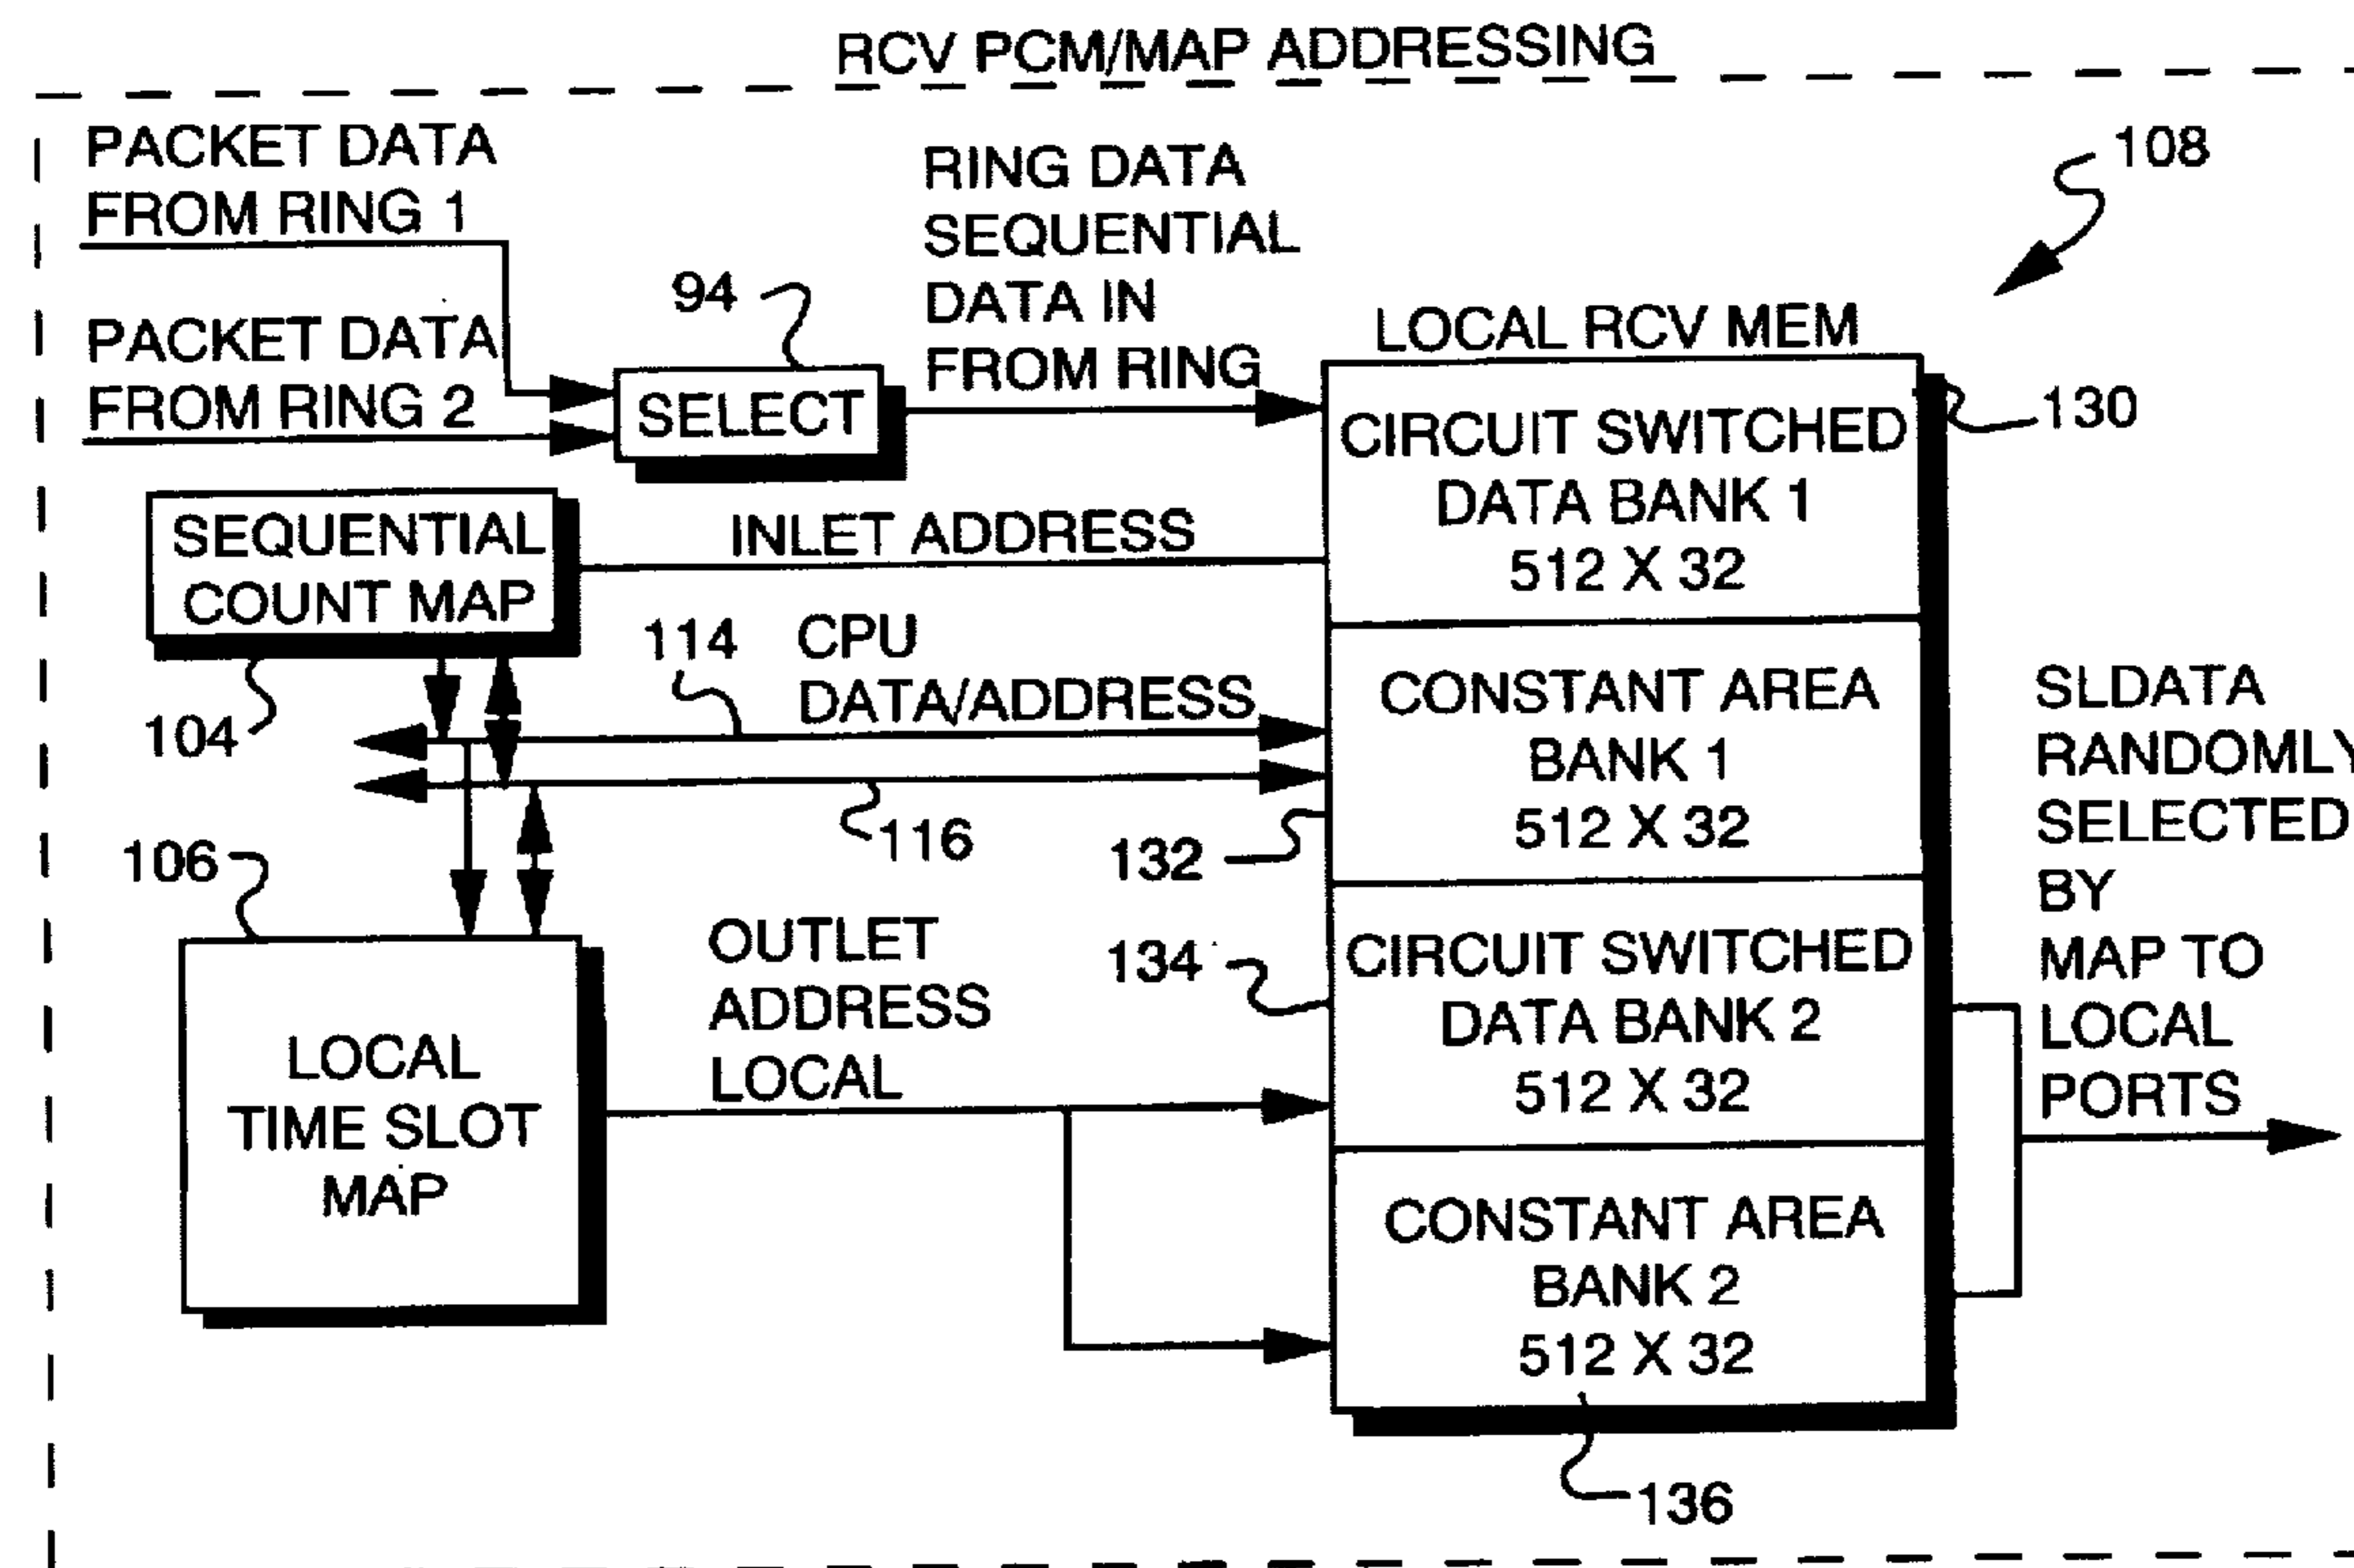 RCV PCM/MAP ADDRESSING
PACKET DATA
FROM RING 1
PACKET DATA
FROM RING 2
94
SELECT
RING DATA
SEQUENTIAL
DATA IN
FROM RING
108
LOCAL RCV MEM
CIRCUIT SWITCHED
DATA BANK 1
512 X 32
130
SEQUENTIAL
COUNT MAP
INLET ADDRESS
104
114
CPU
DATA/ADDRESS
116
CONSTANT AREA
BANK 1
512 X 32
132
106
LOCAL
TIME SLOT
MAP
OUTLET
ADDRESS
LOCAL
134
CIRCUIT SWITCHED
DATA BANK 2
512 X 32
CONSTANT AREA
BANK 2
512 X 32
136
SLDATA
RANDOMLY
SELECTED
BY
MAP TO
LOCAL
PORTS